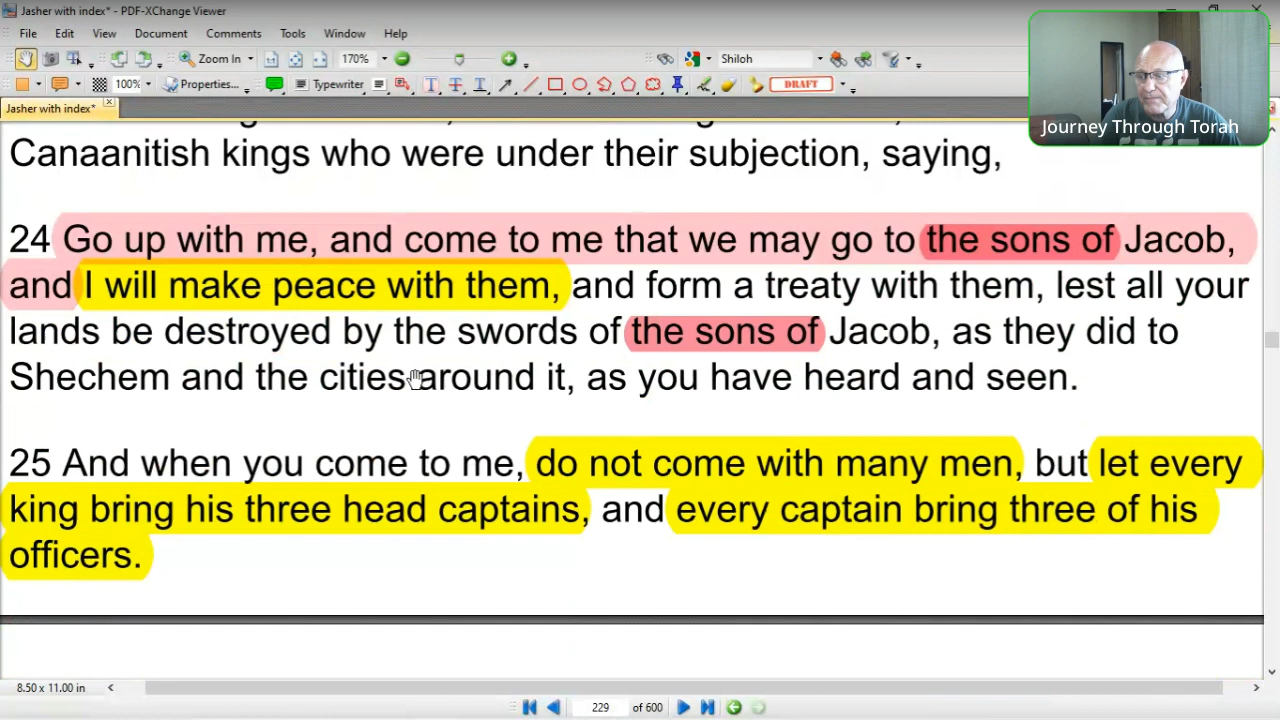 Jasher with index* - PDF-XChange Viewer
File Edit View Document Comments Tools Window Help
Zoom In 170% Shiloh
100% Properties... Typewriter DRAFT
Jasher with index*
Journey Through Torah
Canaanitish kings who were under their subjection, saying,
24 Go up with me, and come to me that we may go to the sons of Jacob,
and I will make peace with them, and form a treaty with them, lest all your
lands be destroyed by the swords of the sons of Jacob, as they did to
Shechem and the cities around it, as you have heard and seen.
25 And when you come to me, do not come with many men, but let every
king bring his three head captains, and every captain bring three of his
officers.
8.50 x 11.00 in
229 of 600